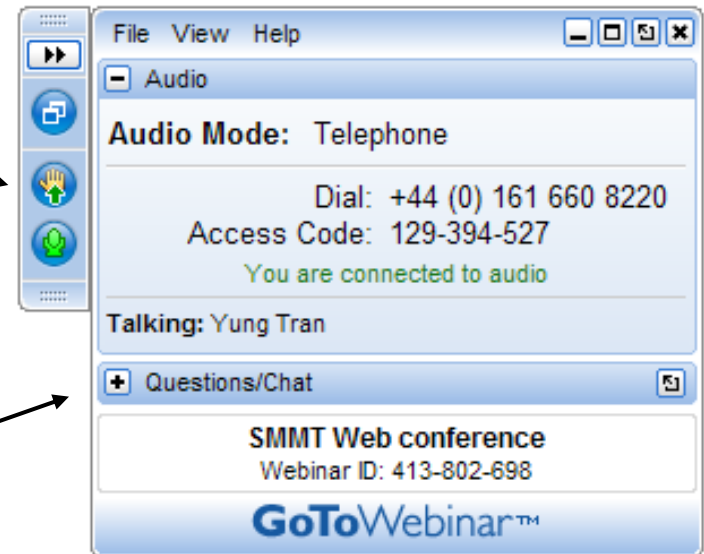 File View Help
Audio
Audio Mode: Telephone
Dial: +44 (0) 161 660 8220
Access Code: 129-394-527
You are connected to audio
Talking: Yung Tran
Questions/Chat
SMMT Web conference
Webinar ID: 413-802-698
GoToWebinar™